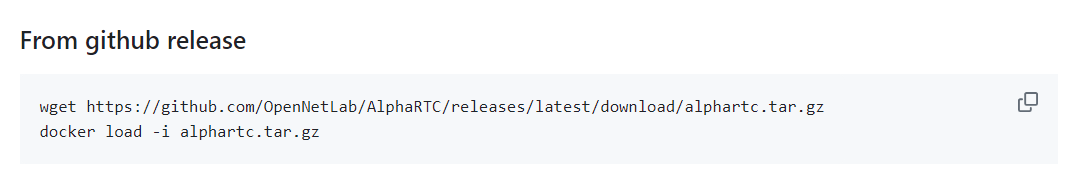 From github release
wget https://github.com/OpenNetLab/AlphaRTC/releases/latest/download/alphartc.tar.gz
docker load -i alphartc.tar.gz